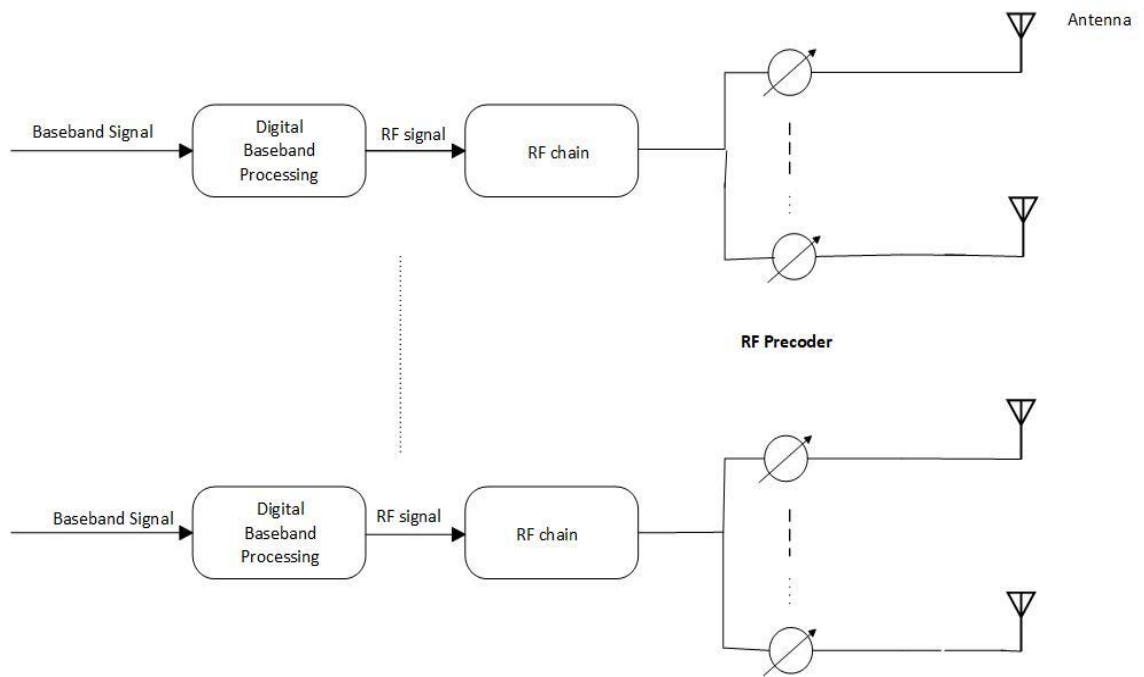 Antenna
Baseband Signal
Digital
Baseband
Processing
RF signal
RF chain
RF Precoder
Baseband Signal
Digital
Baseband
Processing
RF signal
RF chain